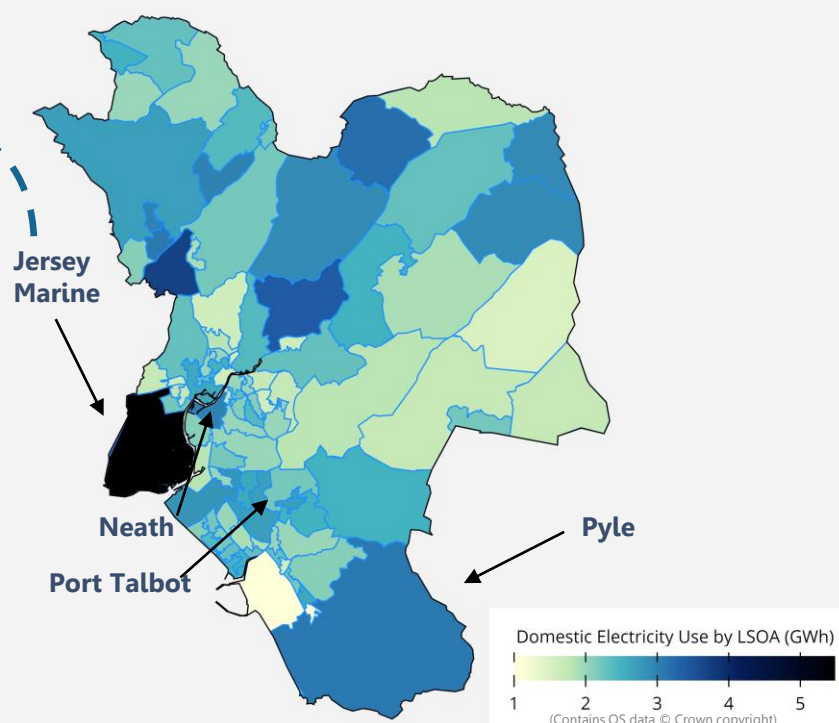 Jersey
Marine
Neath
Port Talbot
Pyle
Domestic Electricity Use by LSOA (GWh)
1 2 3 4 5
(Contains OS data © Crown copyright)